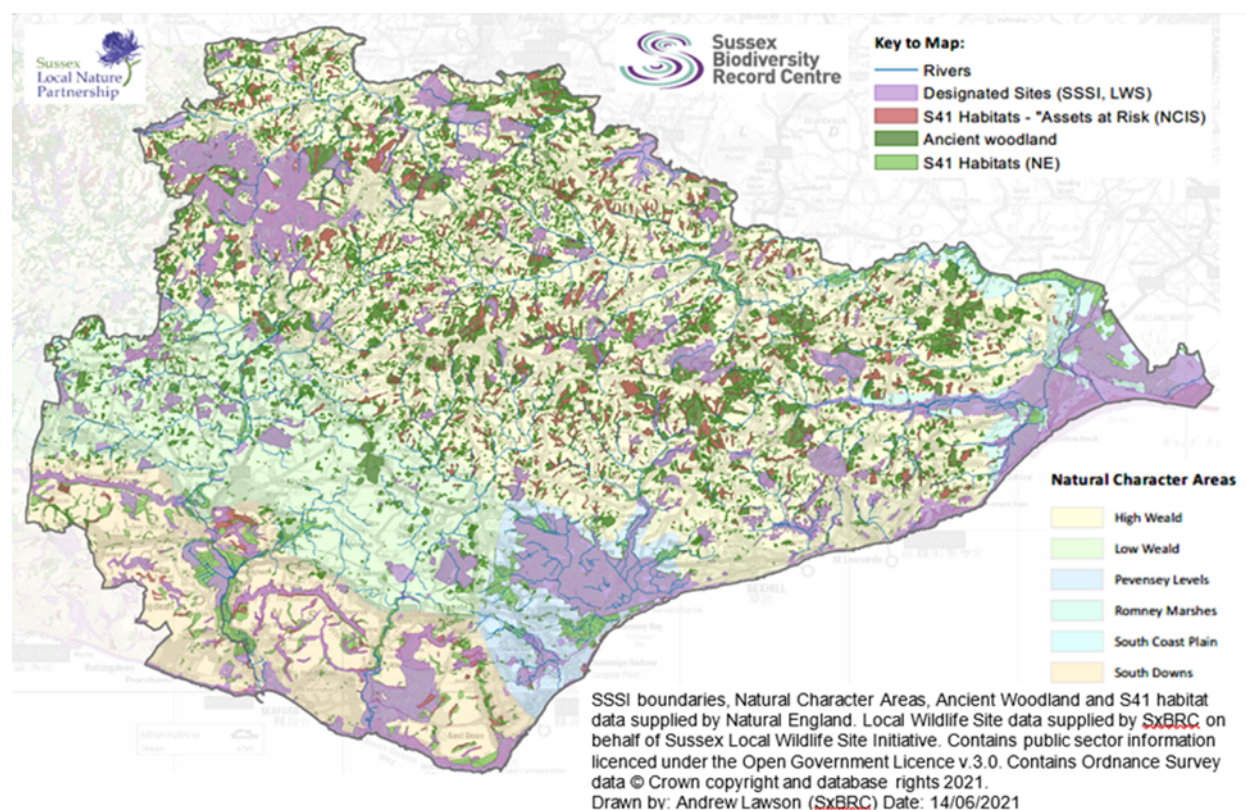 Sussex
Local Nature
Partnership
Sussex
Biodiversity
Record Centre
Key to Map:
Rivers
Designated Sites (SSSI, LWS)
S41 Habitats - "Assets at Risk (NCIS)
Ancient woodland
S41 Habitats (NE)
Natural Character Areas
High Weald
Low Weald
Pevensey Levels
Romney Marshes
South Coast Plain
South Downs
BEXHILL
St Leonards
East Dean
SSSI boundaries, Natural Character Areas, Ancient Woodland and S41 habitat
data supplied by Natural England. Local Wildlife Site data supplied by SxBRC on
behalf of Sussex Local Wildlife Site Initiative. Contains public sector information
licenced under the Open Government Licence v.3.0. Contains Ordnance Survey
data © Crown copyright and database rights 2021.
Drawn by: Andrew Lawson (SxBRC) Date: 14/06/2021